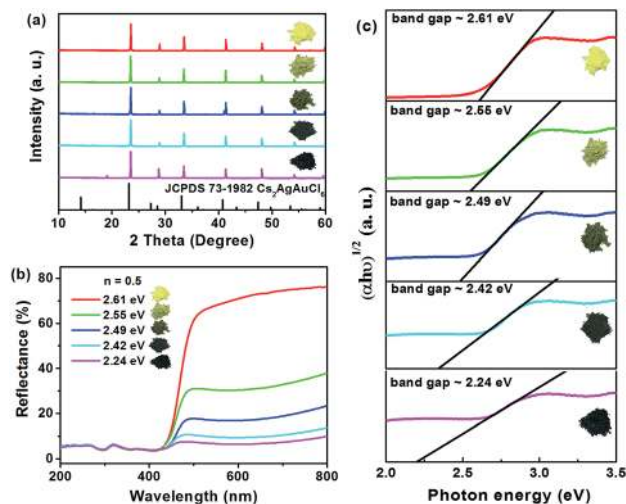 (a)
Intensity (a. u.)
JCPDS 73-1982 Cs₂AgAuCl₆
10 20 30 40 50 60
2 Theta (Degree)
(b)
n = 0.5
2.61 eV
2.55 eV
2.49 eV
2.42 eV
2.24 eV
Reflectance (%)
80
60
40
20
0
200 300 400 500 600 700 800
Wavelength (nm)
(c)
band gap ~ 2.61 eV
band gap ~ 2.55 eV
band gap ~ 2.49 eV
band gap ~ 2.42 eV
band gap ~ 2.24 eV
(αhυ)¹/² (a. u.)
2.0 2.5 3.0 3.5
Photon energy (eV)